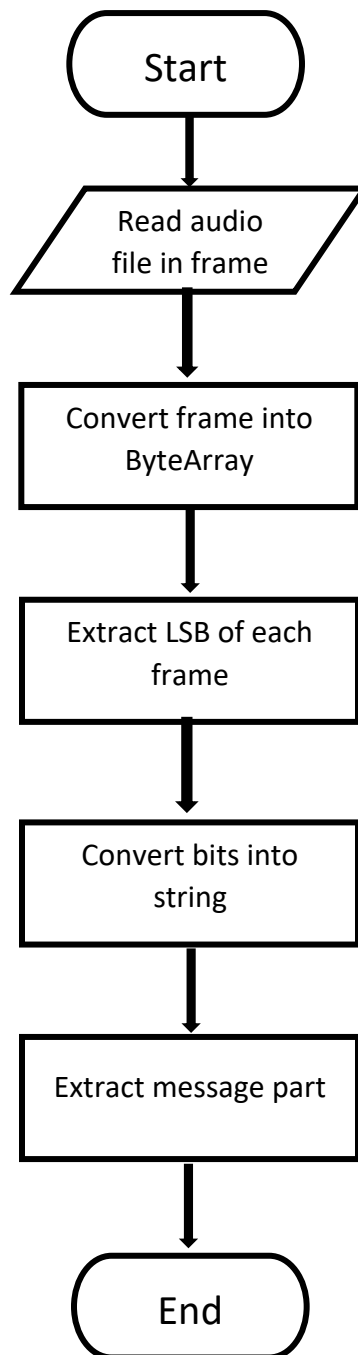 Start
Read audio
file in frame
Convert frame into
ByteArray
Extract LSB of each
frame
Convert bits into
string
Extract message part
End